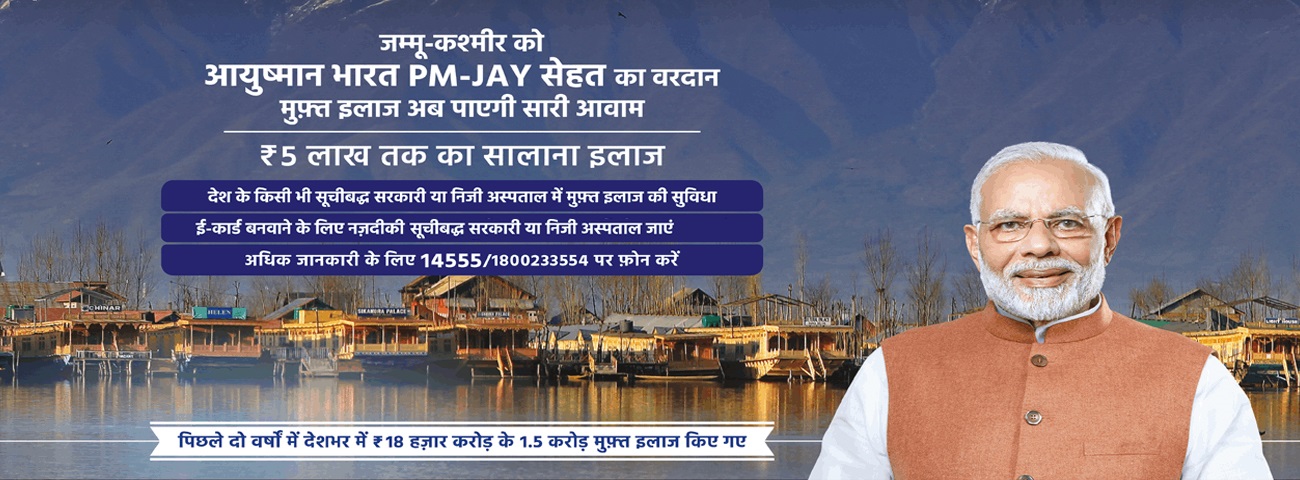 जम्मू-कश्मीर को
आयुष्मान भारत PM-JAY सेहत का वरदान
मुफ़्त इलाज अब पाएगी सारी आवाम
₹5 लाख तक का सालाना इलाज
देश के किसी भी सूचीबद्ध सरकारी या निजी अस्पताल में मुफ़्त इलाज की सुविधा
ई-कार्ड बनवाने के लिए नज़दीकी सूचीबद्ध सरकारी या निजी अस्पताल जाएं
अधिक जानकारी के लिए 14555/1800233554 पर फ़ोन करें
CHINAR
HELEN
पिछले दो वर्षों में देशभर में ₹18 हज़ार करोड़ के 1.5 करोड़ मुफ़्त इलाज किए गए